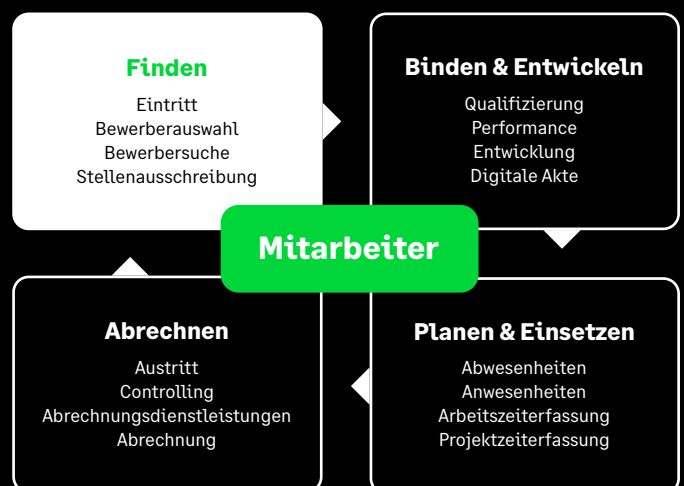 Finden
Eintritt
Bewerberauswahl
Bewerbersuche
Stellenausschreibung
Binden & Entwickeln
Qualifizierung
Performance
Entwicklung
Digitale Akte
Mitarbeiter
Abrechnen
Austritt
Controlling
Abrechnungsdienstleistungen
Abrechnung
Planen & Einsetzen
Abwesenheiten
Anwesenheiten
Arbeitszeiterfassung
Projektzeiterfassung